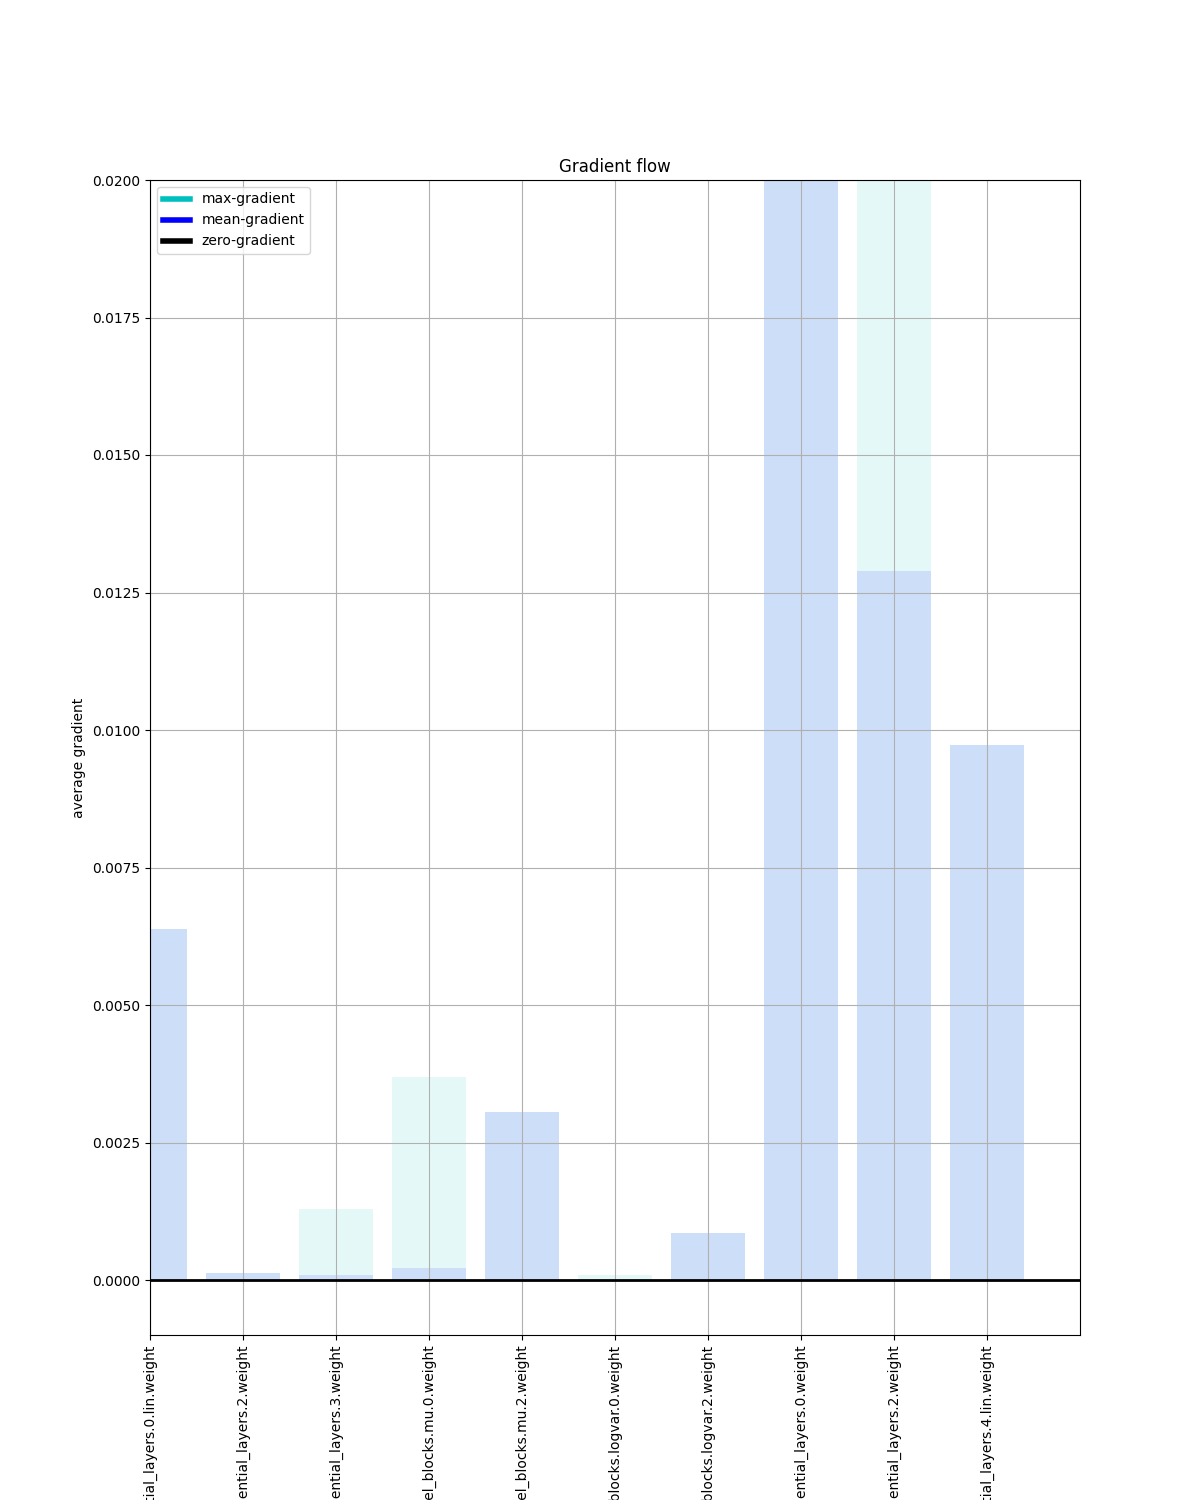 Gradient flow
max-gradient
mean-gradient
zero-gradient
0.0200
0.0175
0.0150
0.0125
0.0100
0.0075
0.0050
0.0025
0.0000
average gradient
tial_layers.0.lin.weight
ential_layers.2.weight
ential_layers.3.weight
el_blocks.mu.0.weight
el_blocks.mu.2.weight
blocks.logvar.0.weight
blocks.logvar.2.weight
ential_layers.0.weight
ential_layers.2.weight
tial_layers.4.lin.weight